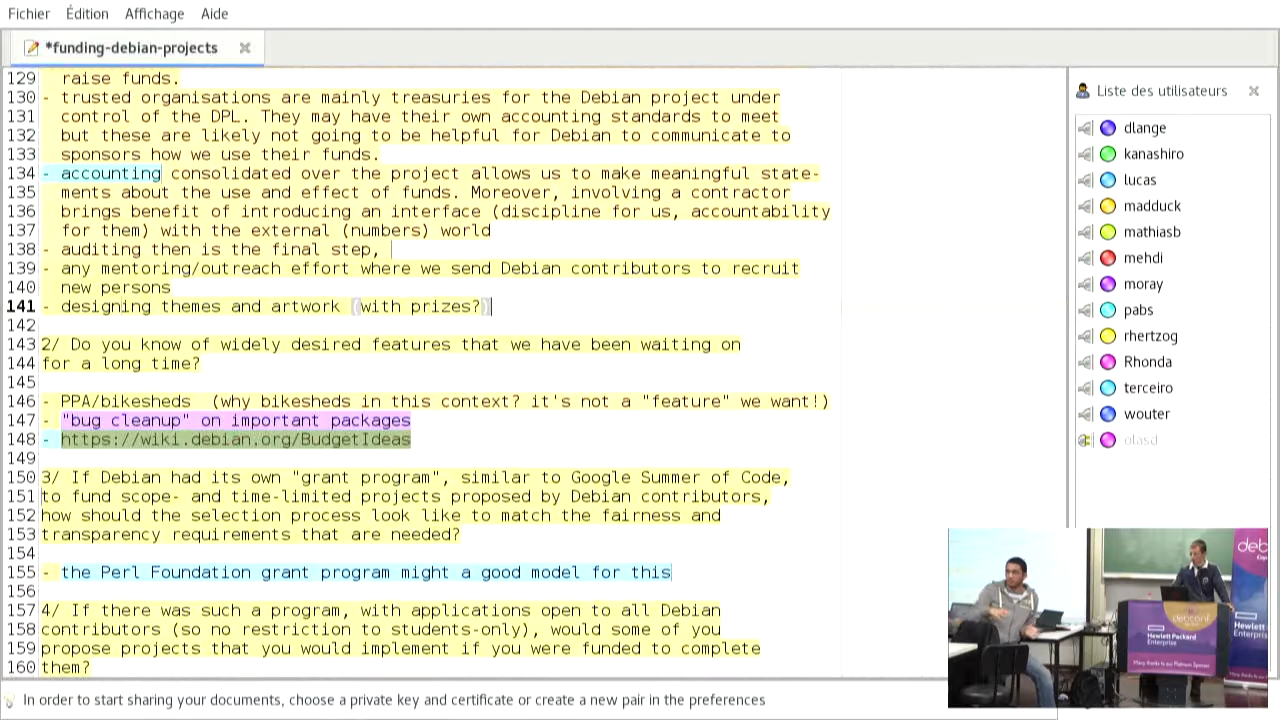 Fichier Édition Affichage Aide
*funding-debian-projects
129 raise funds.
130 - trusted organisations are mainly treasuries for the Debian project under
131 control of the DPL. They may have their own accounting standards to meet
132 but these are likely not going to be helpful for Debian to communicate to
133 sponsors how we use their funds.
134 - accounting consolidated over the project allows us to make meaningful state-
135 ments about the use and effect of funds. Moreover, involving a contractor
136 brings benefit of introducing an interface (discipline for us, accountability
137 for them) with the external (numbers) world
138 - auditing then is the final step,
139 - any mentoring/outreach effort where we send Debian contributors to recruit
140 new persons
141 - designing themes and artwork (with prizes?)
142
143 2/ Do you know of widely desired features that we have been waiting on
144 for a long time?
145
146 - PPA/bikesheds (why bikesheds in this context? it's not a "feature" we want!)
147 - "bug cleanup" on important packages
148 - https://wiki.debian.org/BudgetIdeas
149
150 3/ If Debian had its own "grant program", similar to Google Summer of Code,
151 to fund scope- and time-limited projects proposed by Debian contributors,
152 how should the selection process look like to match the fairness and
153 transparency requirements that are needed?
154
155 - the Perl Foundation grant program might a good model for this
156
157 4/ If there was such a program, with applications open to all Debian
158 contributors (so no restriction to students-only), would some of you
159 propose projects that you would implement if you were funded to complete
160 them?
Liste des utilisateurs
dlange
kanashiro
lucas
madduck
mathiasb
mehdi
moray
pabs
rhertzog
Rhonda
terceiro
wouter
olasd
debconf
Hewlett Packard
Enterprise
Many thanks to our Platinum Sponsor
deb
Hewlett
Enterpris
In order to start sharing your documents, choose a private key and certificate or create a new pair in the preferences